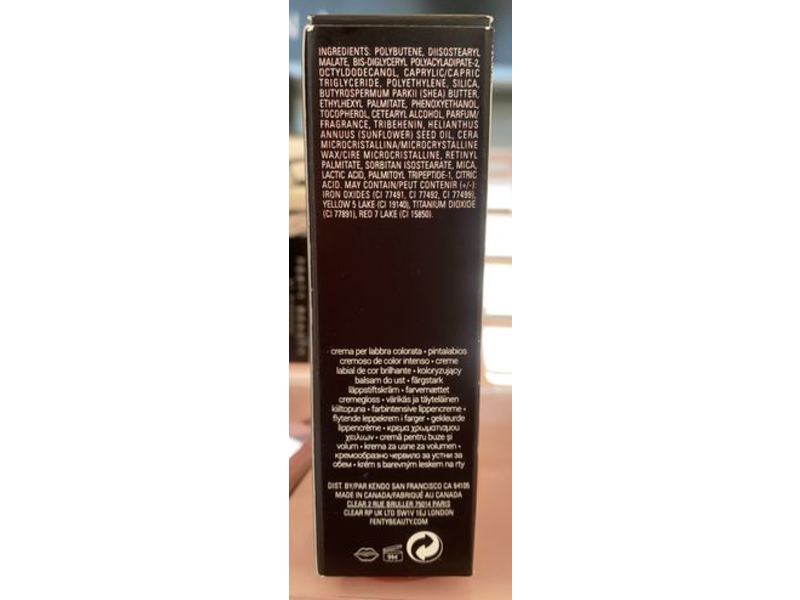 INGREDIENTS: POLYBUTENE, DIISOSTEARYL
MALATE, BIS-DIGLYCERYL POLYACYLADIPATE-2,
OCTYLDODECANOL, CAPRYLIC/CAPRIC
TRIGLYCERIDE, POLYETHYLENE, SILICA,
BUTYROSPERMUM PARKII (SHEA) BUTTER,
ETHYLHEXYL PALMITATE, PHENOXYETHANOL,
TOCOPHEROL, CETEARYL ALCOHOL, PARFUM/
FRAGRANCE, TRIBEHENIN, HELIANTHUS
ANNUUS (SUNFLOWER) SEED OIL, CERA
MICROCRISTALLINA/MICROCRYSTALLINE
WAX/CIRE MICROCRISTALLINE, RETINYL
PALMITATE, SORBITAN ISOSTEARATE, MICA,
LACTIC ACID, PALMITOYL TRIPEPTIDE-1, CITRIC
ACID. MAY CONTAIN/PEUT CONTENIR (+/-):
IRON OXIDES (CI 77491, CI 77492, CI 77499),
YELLOW 5 LAKE (CI 19140), TITANIUM DIOXIDE
(CI 77891), RED 7 LAKE (CI 15850).
crema per labbra colorata • pintalabios
cremoso de color intenso • creme
labial de cor brilhante • koloryzujący
balsam do ust • färgstark
läppstiftskräm • farvemættet
cremegloss • värikäs ja täyteläinen
kiiltopuna • farbintensive lippencreme •
flytende leppekrem i farger • gekleurde
lippencrème • κρεμα χρωματισμου
χειλιων • cremă pentru buze și
volum • krema za usne za volumen •
кремообразно червило за устни за
обем • krém s barevným leskem na rty
DIST. BY/PAR KENDO SAN FRANCISCO CA 94105
MADE IN CANADA/FABRIQUÉ AU CANADA
CLEAR 2 RUE BRULLER 75014 PARIS
CLEAR RP UK LTD SW1V 1EJ LONDON
FENTYBEAUTY.COM